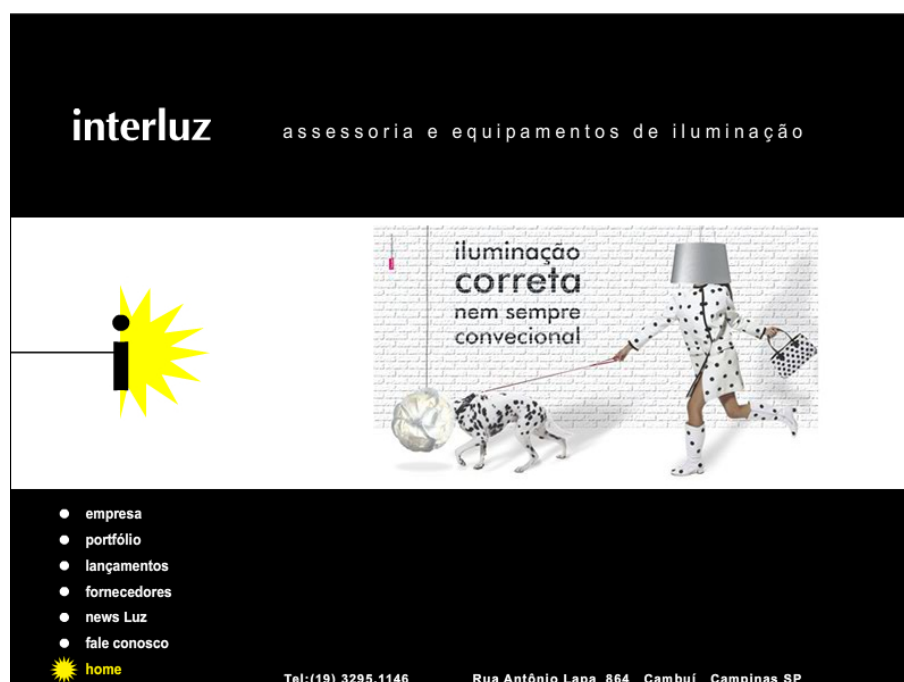 interluz
assessoria e equipamentos de iluminação
iluminação
correta
nem sempre
convecional
i
empresa
portfólio
lançamentos
fornecedores
news Luz
fale conosco
home
Tel:(19) 3295.1146 Rua Antônio Lapa 864 Cambuí Campinas SP